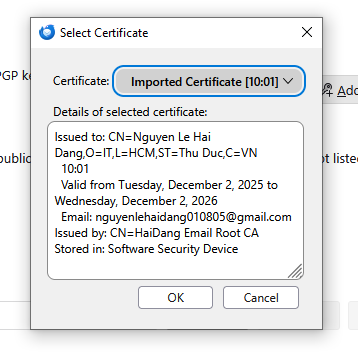 Select Certificate
PGP ke
Certificate: Imported Certificate [10:01]
Add
Details of selected certificate:
Issued to: CN=Nguyen Le Hai
Dang,O=IT,L=HCM,ST=Thu Duc,C=VN
10:01
Valid from Tuesday, December 2, 2025 to
Wednesday, December 2, 2026
Email: nguyenlehaidang010805@gmail.com
Issued by: CN=HaiDang Email Root CA
Stored in: Software Security Device
public
ot listed
OK Cancel